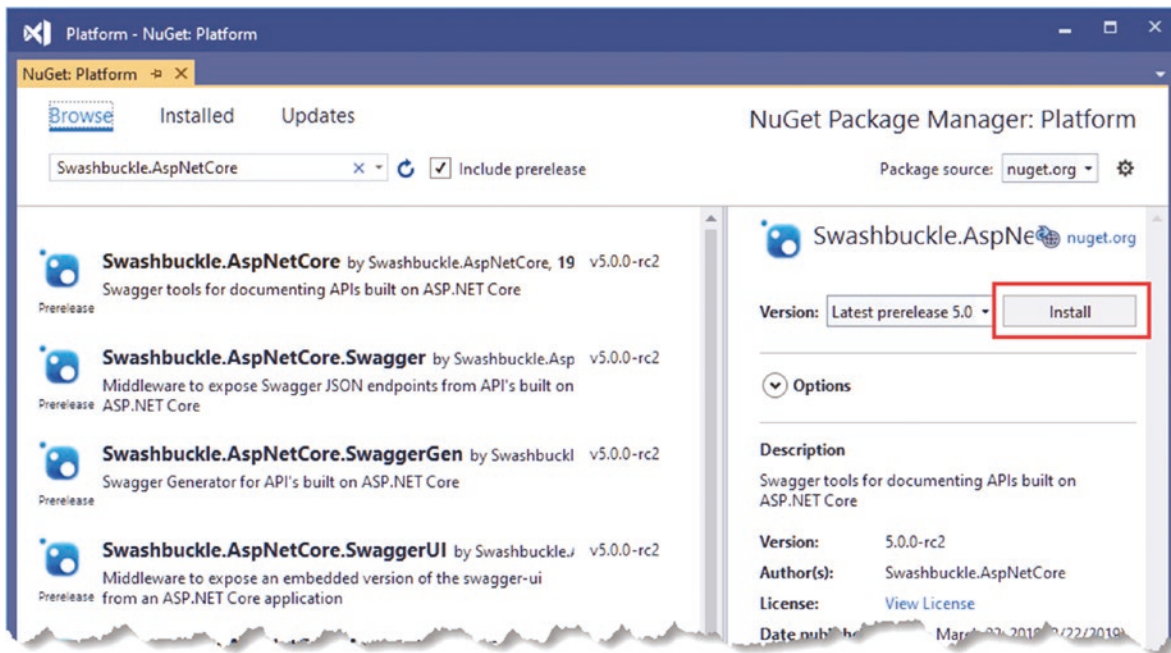 Platform - NuGet: Platform
NuGet: Platform
Browse Installed Updates
NuGet Package Manager: Platform
Swashbuckle.AspNetCore
Include prerelease
Package source: nuget.org
Swashbuckle.AspNetCore by Swashbuckle.AspNetCore, 19 v5.0.0-rc2
Swagger tools for documenting APIs built on ASP.NET Core
Prerelease
Swashbuckle.AspNetCore.Swagger by Swashbuckle.Asp v5.0.0-rc2
Middleware to expose Swagger JSON endpoints from API's built on
Prerelease ASP.NET Core
Swashbuckle.AspNetCore.SwaggerGen by Swashbuckl v5.0.0-rc2
Swagger Generator for API's built on ASP.NET Core
Prerelease
Swashbuckle.AspNetCore.SwaggerUI by Swashbuckle. v5.0.0-rc2
Middleware to expose an embedded version of the swagger-ui
Prerelease from an ASP.NET Core application
Swashbuckle.AspNe nuget.org
Version: Latest prerelease 5.0 Install
Options
Description
Swagger tools for documenting APIs built on
ASP.NET Core
Version: 5.0.0-rc2
Author(s): Swashbuckle.AspNetCore
License: View License
Date /22/2019)